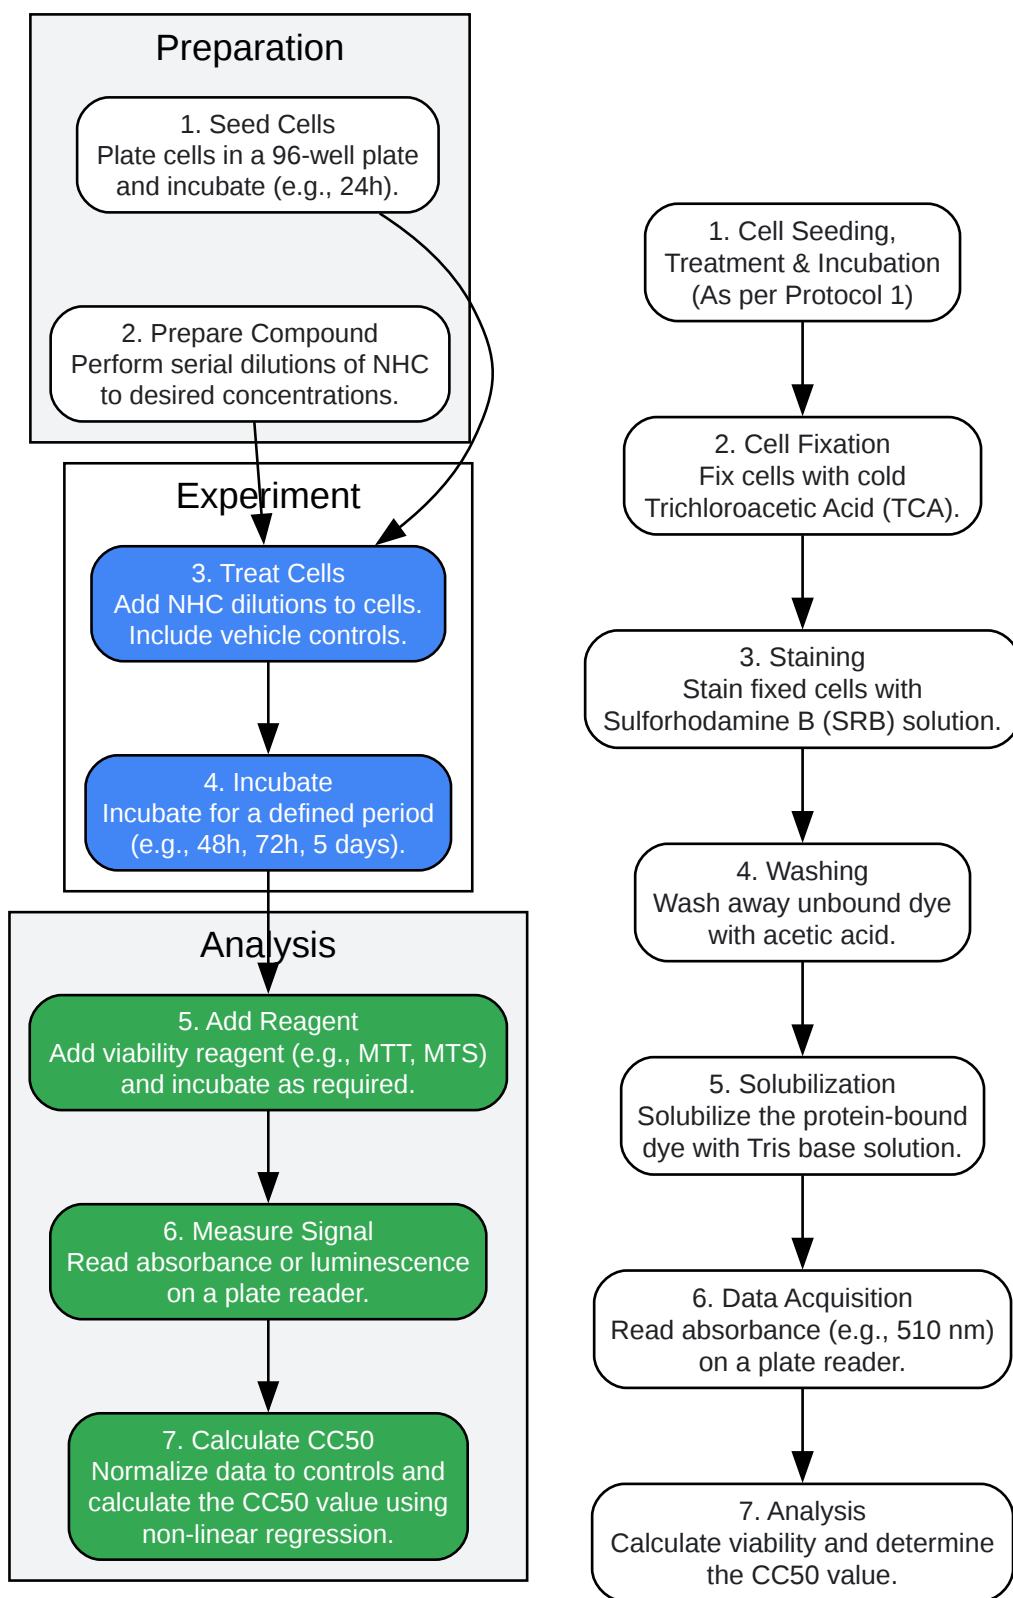 Preparation
1. Seed Cells
Plate cells in a 96-well plate
and incubate (e.g., 24h).
2. Prepare Compound
Perform serial dilutions of NHC
to desired concentrations.
Experiment
3. Treat Cells
Add NHC dilutions to cells.
Include vehicle controls.
4. Incubate
Incubate for a defined period
(e.g., 48h, 72h, 5 days).
Analysis
5. Add Reagent
Add viability reagent (e.g., MTT, MTS)
and incubate as required.
6. Measure Signal
Read absorbance or luminescence
on a plate reader.
7. Calculate CC50
Normalize data to controls and
calculate the CC50 value using
non-linear regression.
1. Cell Seeding,
Treatment & Incubation
(As per Protocol 1)
2. Cell Fixation
Fix cells with cold
Trichloroacetic Acid (TCA).
3. Staining
Stain fixed cells with
Sulforhodamine B (SRB) solution.
4. Washing
Wash away unbound dye
with acetic acid.
5. Solubilization
Solubilize the protein-bound
dye with Tris base solution.
6. Data Acquisition
Read absorbance (e.g., 510 nm)
on a plate reader.
7. Analysis
Calculate viability and determine
the CC50 value.